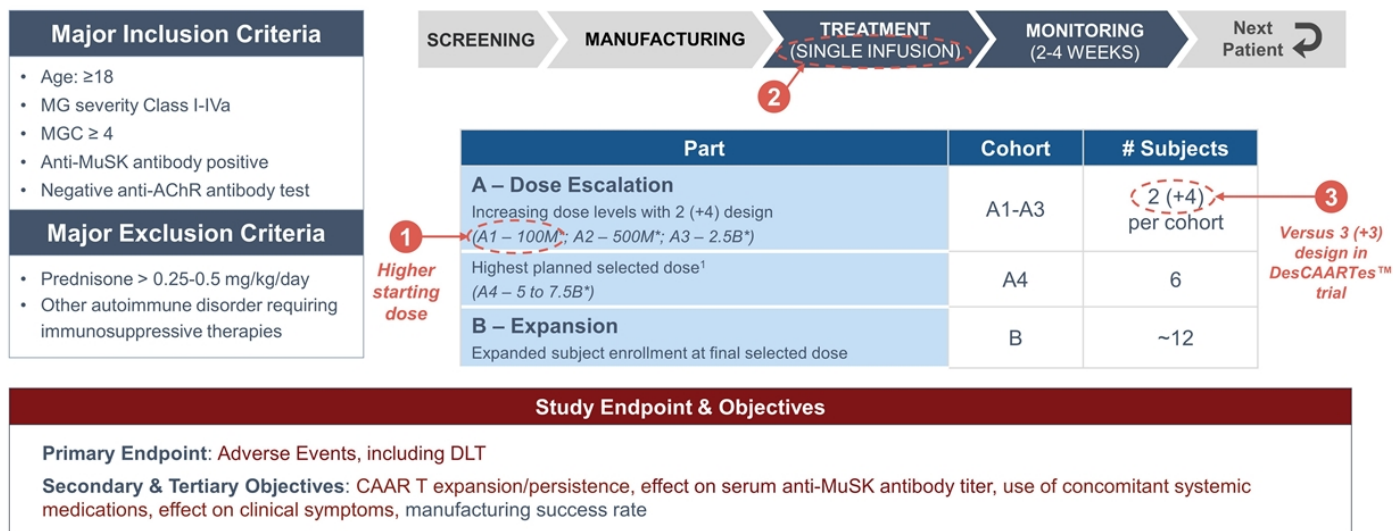 Major Inclusion Criteria
• Age: ≥18
• MG severity Class I-IVa
• MGC ≥ 4
• Anti-MuSK antibody positive
• Negative anti-AChR antibody test
Major Exclusion Criteria
• Prednisone > 0.25-0.5 mg/kg/day
• Other autoimmune disorder requiring
immunosuppressive therapies
SCREENING
MANUFACTURING
TREATMENT
(SINGLE INFUSION)
MONITORING
(2-4 WEEKS)
Next
Patient
2
Part Cohort # Subjects
A – Dose Escalation
Increasing dose levels with 2 (+4) design
(A1 – 100M*; A2 – 500M*; A3 – 2.5B*)
A1-A3
2 (+4)
per cohort
Highest planned selected dose¹
(A4 – 5 to 7.5B*)
A4
6
B – Expansion
Expanded subject enrollment at final selected dose
B
~12
1
Higher
starting
dose
3
Versus 3 (+3)
design in
DesCAARTes™
trial
Study Endpoint & Objectives
Primary Endpoint: Adverse Events, including DLT
Secondary & Tertiary Objectives: CAAR T expansion/persistence, effect on serum anti-MuSK antibody titer, use of concomitant systemic
medications, effect on clinical symptoms, manufacturing success rate